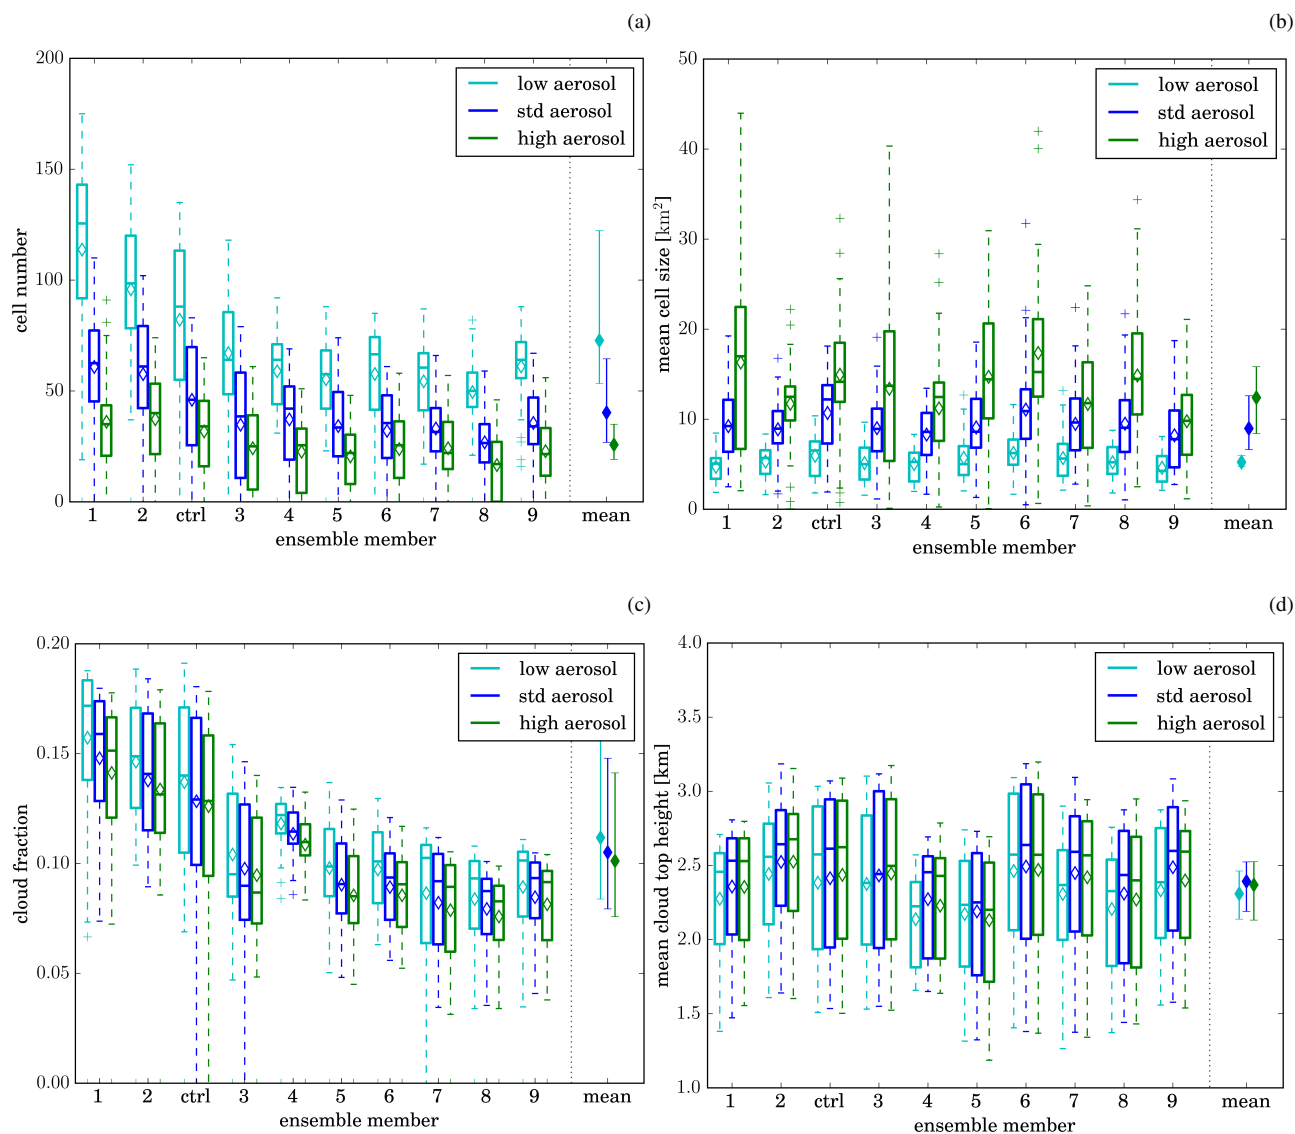 (a)
200
150
100
50
0
cell number
low aerosol
std aerosol
high aerosol
1 2 ctrl 3 4 5 6 7 8 9 mean
ensemble member
(b)
50
40
30
20
10
0
mean cell size [km²]
low aerosol
std aerosol
high aerosol
1 2 ctrl 3 4 5 6 7 8 9 mean
ensemble member
(c)
0.20
0.15
0.10
0.05
0.00
cloud fraction
low aerosol
std aerosol
high aerosol
1 2 ctrl 3 4 5 6 7 8 9 mean
ensemble member
(d)
4.0
3.5
3.0
2.5
2.0
1.5
1.0
mean cloud top height [km]
low aerosol
std aerosol
high aerosol
1 2 ctrl 3 4 5 6 7 8 9 mean
ensemble member